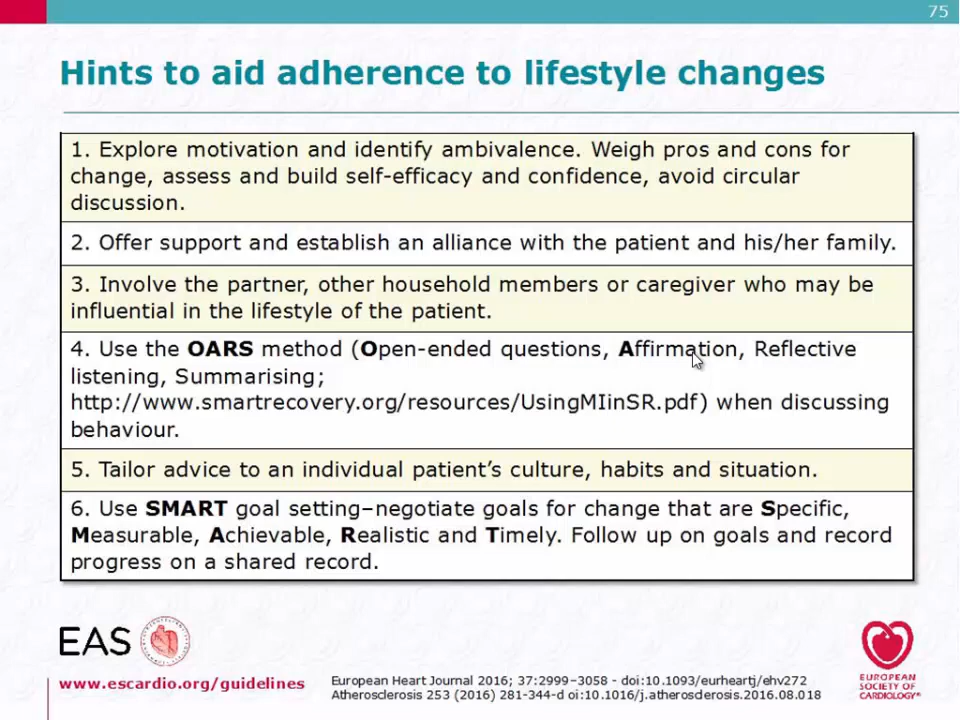 75
Hints to aid adherence to lifestyle changes
1. Explore motivation and identify ambivalence. Weigh pros and cons for
change, assess and build self-efficacy and confidence, avoid circular
discussion.
2. Offer support and establish an alliance with the patient and his/her family.
3. Involve the partner, other household members or caregiver who may be
influential in the lifestyle of the patient.
4. Use the OARS method (Open-ended questions, Affirmation, Reflective
listening, Summarising;
http://www.smartrecovery.org/resources/UsingMIinSR.pdf) when discussing
behaviour.
5. Tailor advice to an individual patient's culture, habits and situation.
6. Use SMART goal setting–negotiate goals for change that are Specific,
Measurable, Achievable, Realistic and Timely. Follow up on goals and record
progress on a shared record.
EAS
www.escardio.org/guidelines
European Heart Journal 2016; 37:2999–3058 - doi:10.1093/eurheartj/ehv272
Atherosclerosis 253 (2016) 281-344-d oi:10.1016/j.atherosclerosis.2016.08.018
EUROPEAN
SOCIETY OF
CARDIOLOGY®